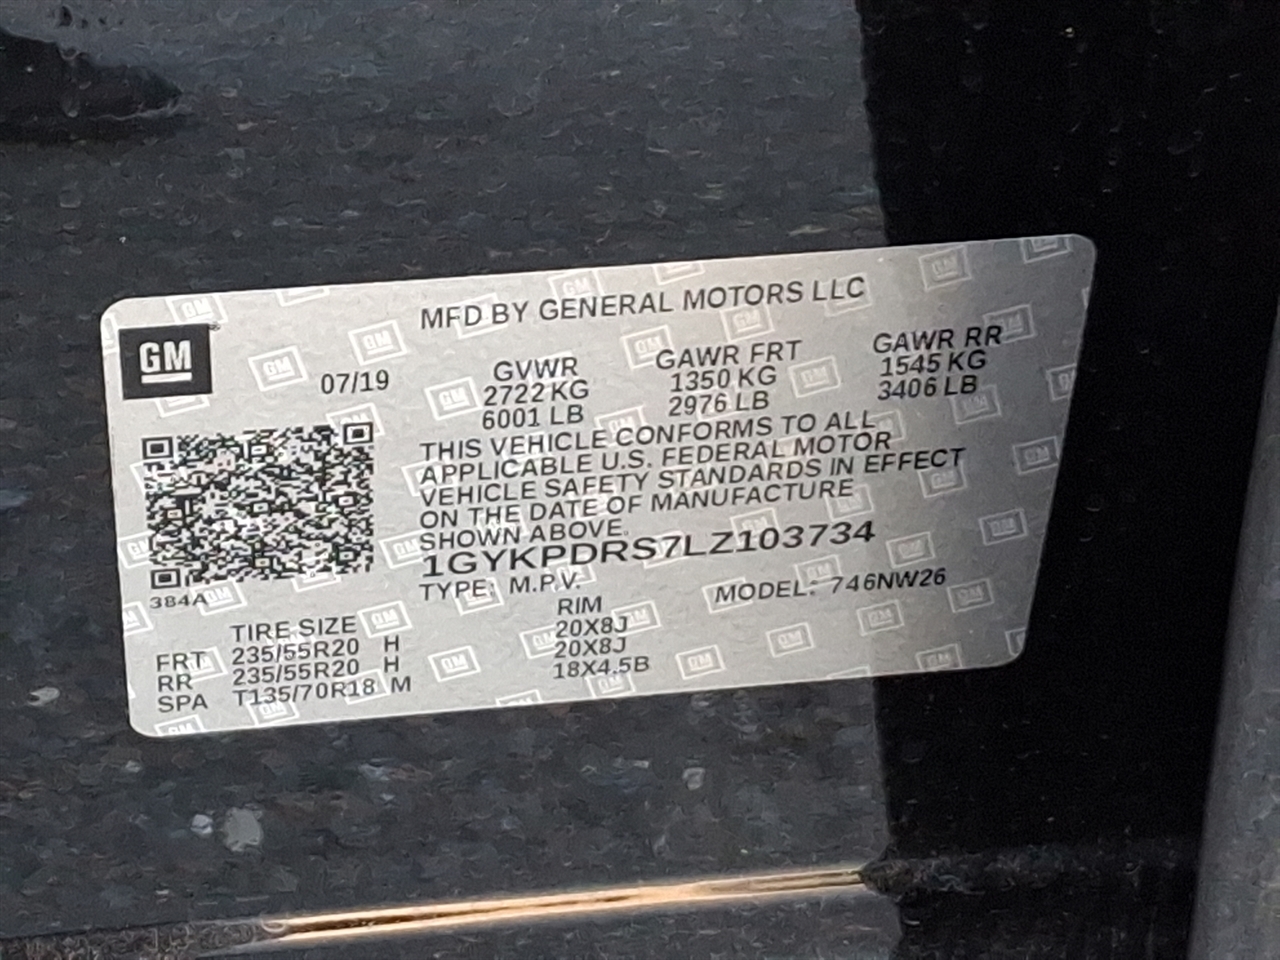 MFD BY GENERAL MOTORS LLC
GM
07/19
GVWR GAWR FRT GAWR RR
2722 KG 1350 KG 1545 KG
6001 LB 2976 LB 3406 LB
THIS VEHICLE CONFORMS TO ALL
APPLICABLE U.S. FEDERAL MOTOR
VEHICLE SAFETY STANDARDS IN EFFECT
ON THE DATE OF MANUFACTURE
SHOWN ABOVE.
1GYKPDRS7LZ103734
TYPE: M.P.V. MODEL: 746NW26
384A
TIRE SIZE RIM
FRT 235/55R20 H 20X8J
RR 235/55R20 H 20X8J
SPA T135/70R18 M 18X4.5B